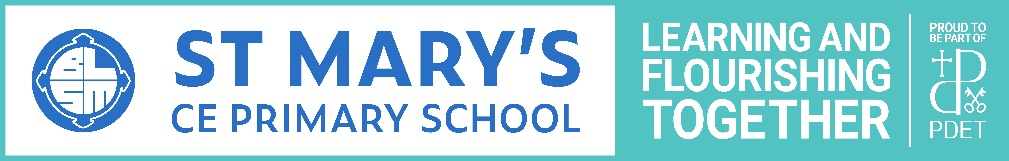 ST MARY'S
CE PRIMARY SCHOOL
LEARNING AND
FLOURISHING
TOGETHER
PROUD TO
BE PART OF
PDET